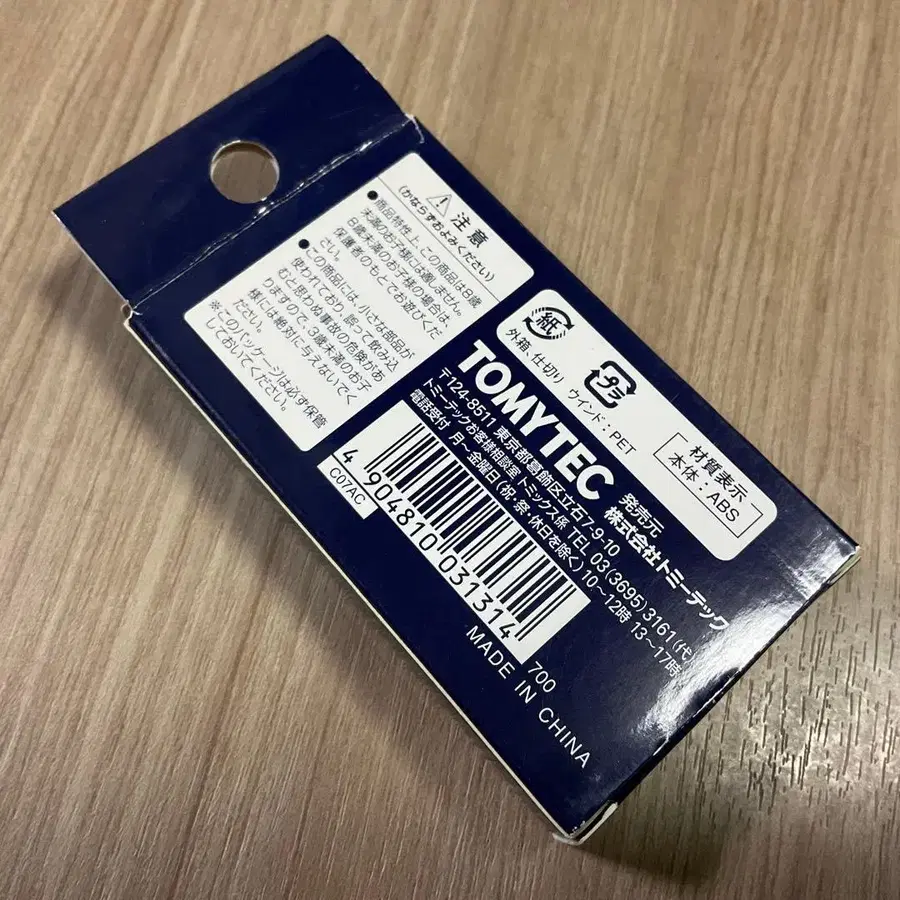 注意
(かならずおよみください)
●商品特性上、この商品は8歳
未満のお子様には適しません。
8歳未満のお子様の場合は、
保護者のもとでお遊びくだ
さい。
●この商品には、小さな部品が
使われており、誤って飲み込
むと思わぬ事故の危険があ
りますので、3歳未満のお子
様には絶対に与えないでく
ださい。
※このパッケージは必ず保管
しておいてください。
紙
外箱、仕切り
プラ
ウインド:PET
材質表示
本体:ABS
TOMYTEC
発売元
株式会社トミーテック
〒124-8511 東京都葛飾区立石7-9-10
トミーテックお客様相談室 トミックス係 TEL 03(3695)3161(代)
電話受付 月〜金曜日(祝・祭・休日を除く)10〜12時 13〜17時
C07AC
4 904810 031314
700
MADE IN CHINA